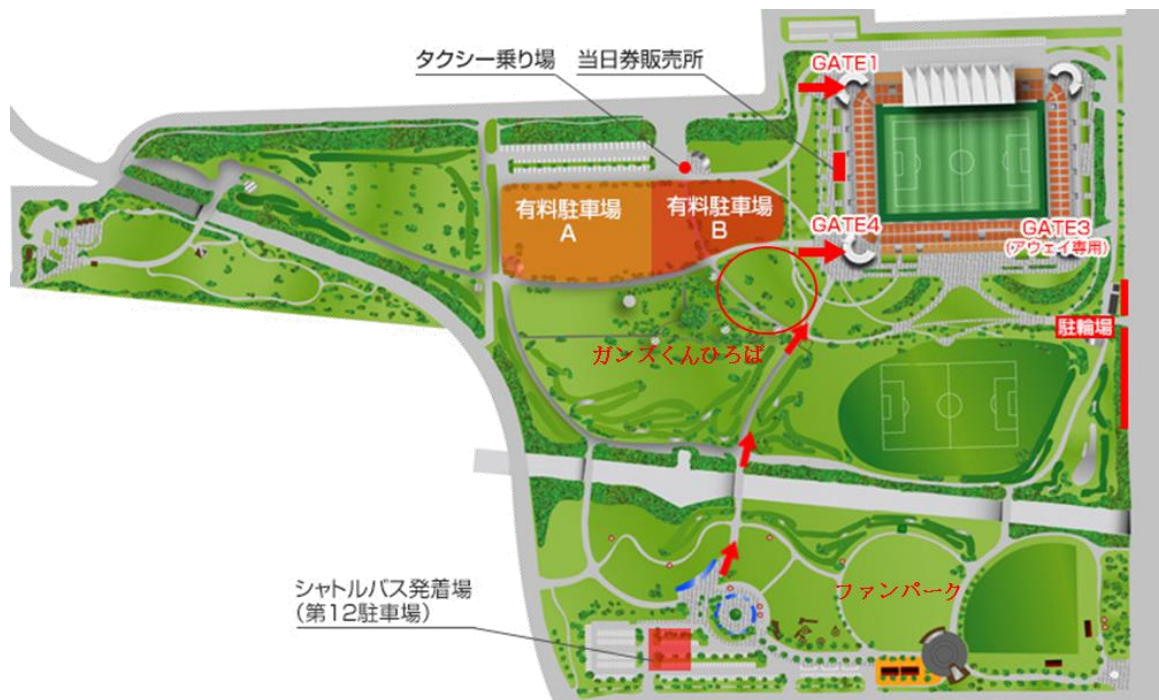 タクシー乗り場
当日券販売所
GATE1
有料駐車場
A
有料駐車場
B
GATE4
GATE3
(アウェイ専用)
駐輪場
ガンズくんひろば
シャトルバス発着場
(第12駐車場)
ファンパーク